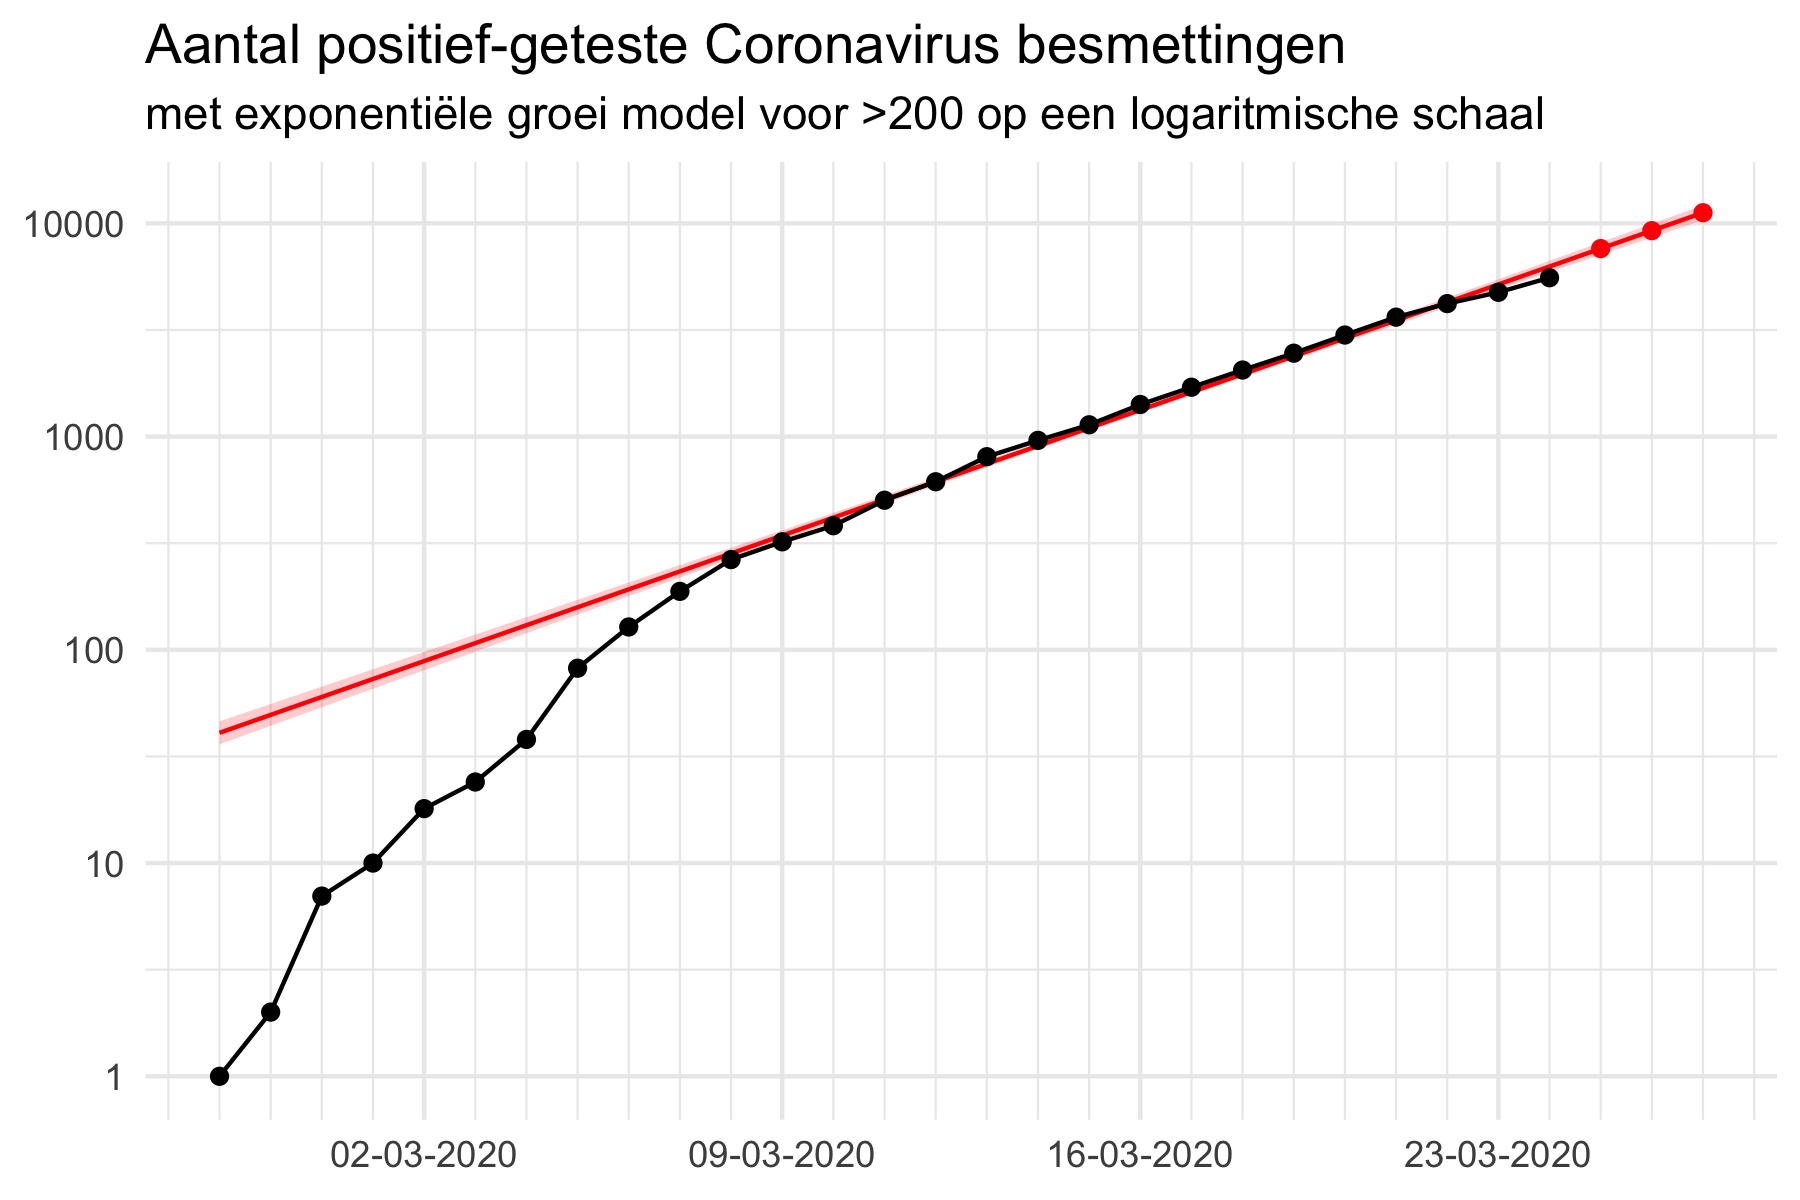 Aantal positief-geteste Coronavirus besmettingen
met exponentiële groei model voor >200 op een logaritmische schaal
10000
1000
100
10
1
02-03-2020 09-03-2020 16-03-2020 23-03-2020